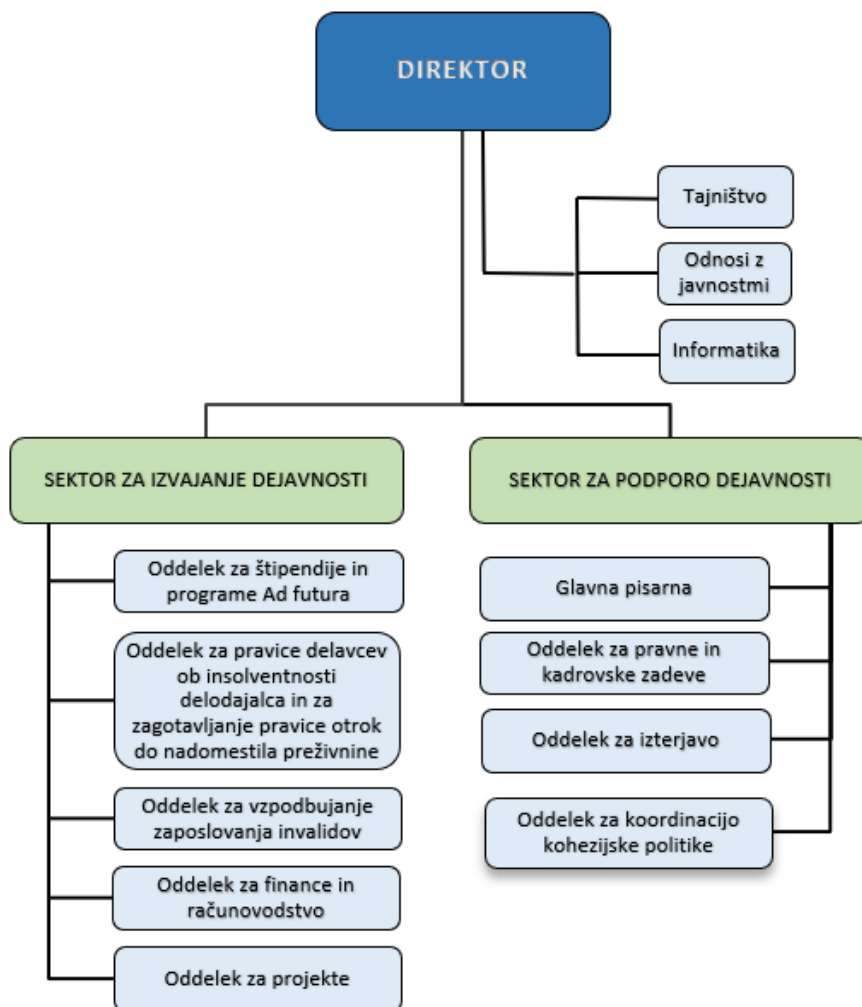 DIREKTOR
Tajništvo
Odnosi z
javnostmi
Informatika
SEKTOR ZA IZVAJANJE DEJAVNOSTI
Oddelek za štipendije in
programe Ad futura
Oddelek za pravice delavcev
ob insolventnosti
delodajalca in za
zagotavljanje pravice otrok
do nadomestila preživnine
Oddelek za vzpodbujanje
zaposlovanja invalidov
Oddelek za finance in
računovodstvo
Oddelek za projekte
SEKTOR ZA PODPORO DEJAVNOSTI
Glavna pisarna
Oddelek za pravne in
kadrovske zadeve
Oddelek za izterjavo
Oddelek za koordinacijo
kohezijske politike